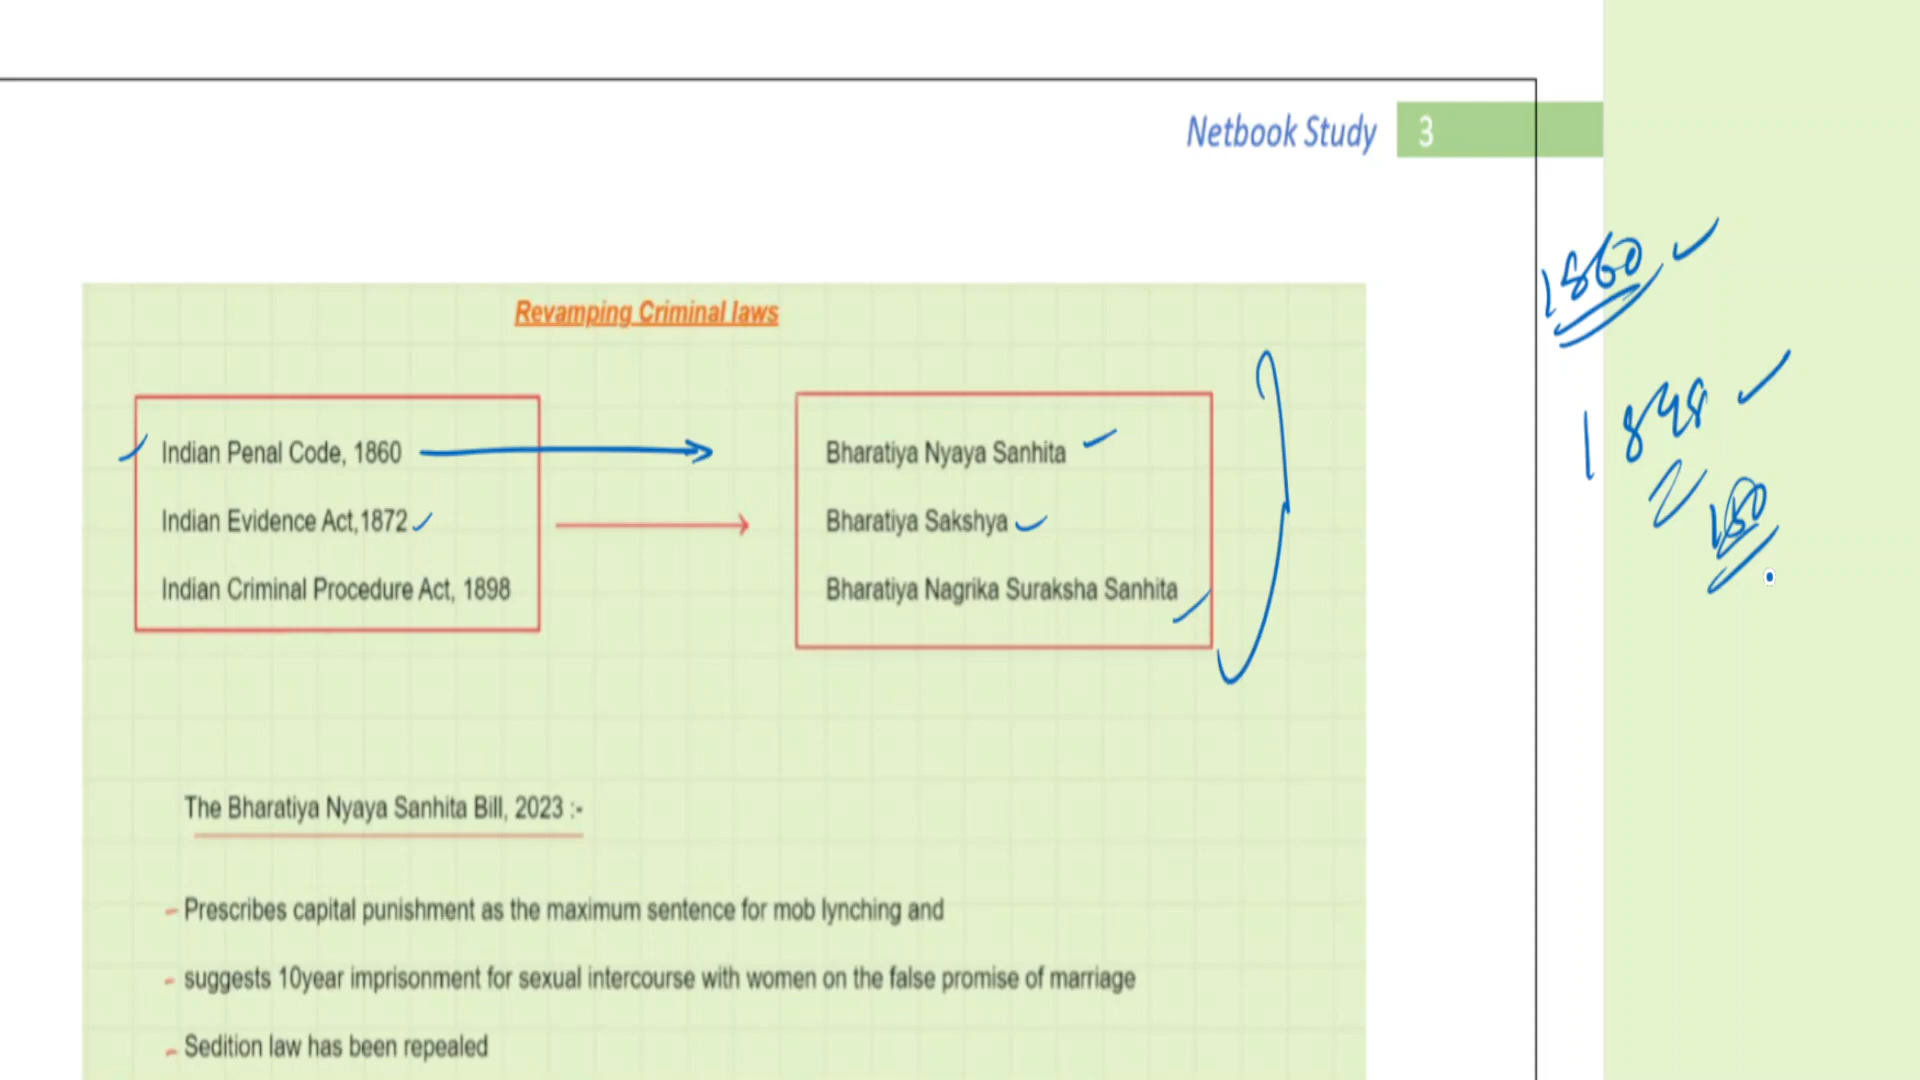 Netbook Study 3
1860
Revamping Criminal laws
Indian Penal Code, 1860
Bharatiya Nyaya Sanhita
Indian Evidence Act,1872
Bharatiya Sakshya
150
Indian Criminal Procedure Act, 1898
Bharatiya Nagrika Suraksha Sanhita
The Bharatiya Nyaya Sanhita Bill, 2023 :-
- Prescribes capital punishment as the maximum sentence for mob lynching and
- suggests 10year imprisonment for sexual intercourse with women on the false promise of marriage
- Sedition law has been repealed